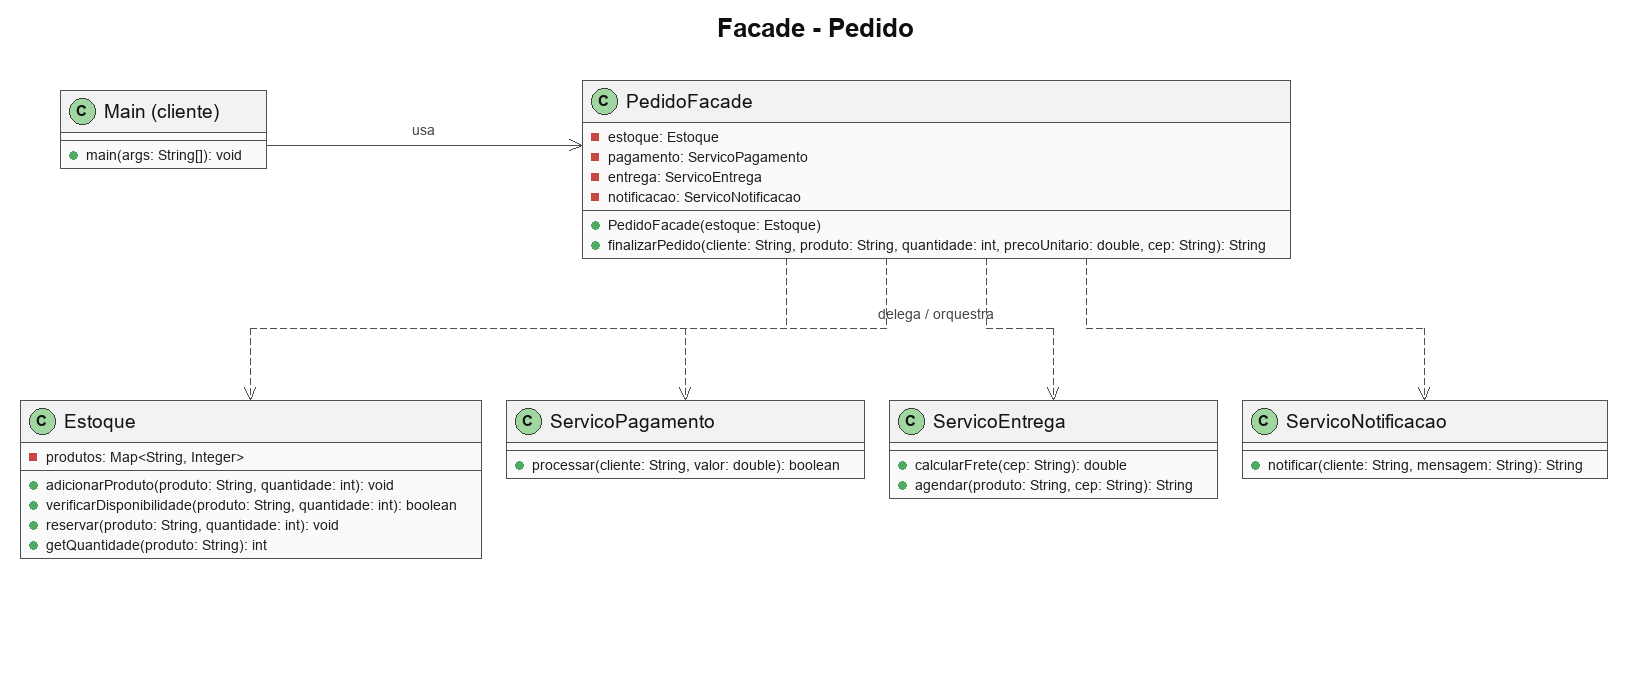 Facade - Pedido
C Main (cliente)
main(args: String[]): void
usa
C PedidoFacade
estoque: Estoque
pagamento: ServicoPagamento
entrega: ServicoEntrega
notificacao: ServicoNotificacao
PedidoFacade(estoque: Estoque)
finalizarPedido(cliente: String, produto: String, quantidade: int, precoUnitario: double, cep: String): String
delega / orquestra
C Estoque
produtos: Map<String, Integer>
adicionarProduto(produto: String, quantidade: int): void
verificarDisponibilidade(produto: String, quantidade: int): boolean
reservar(produto: String, quantidade: int): void
getQuantidade(produto: String): int
C ServicoPagamento
processar(cliente: String, valor: double): boolean
C ServicoEntrega
calcularFrete(cep: String): double
agendar(produto: String, cep: String): String
C ServicoNotificacao
notificar(cliente: String, mensagem: String): String